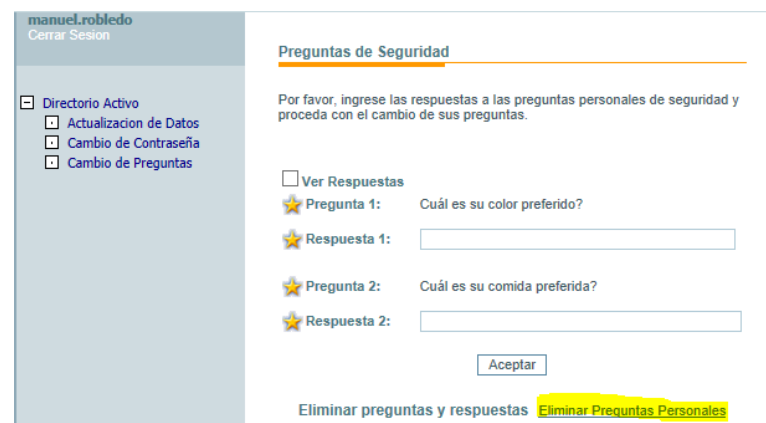 manuel.robledo
Cerrar Sesion
Directorio Activo
Actualizacion de Datos
Cambio de Contraseña
Cambio de Preguntas
Preguntas de Seguridad
Por favor, ingrese las respuestas a las preguntas personales de seguridad y
proceda con el cambio de sus preguntas.
Ver Respuestas
Pregunta 1: Cuál es su color preferido?
Respuesta 1:
Pregunta 2: Cuál es su comida preferida?
Respuesta 2:
Aceptar
Eliminar preguntas y respuestas Eliminar Preguntas Personales